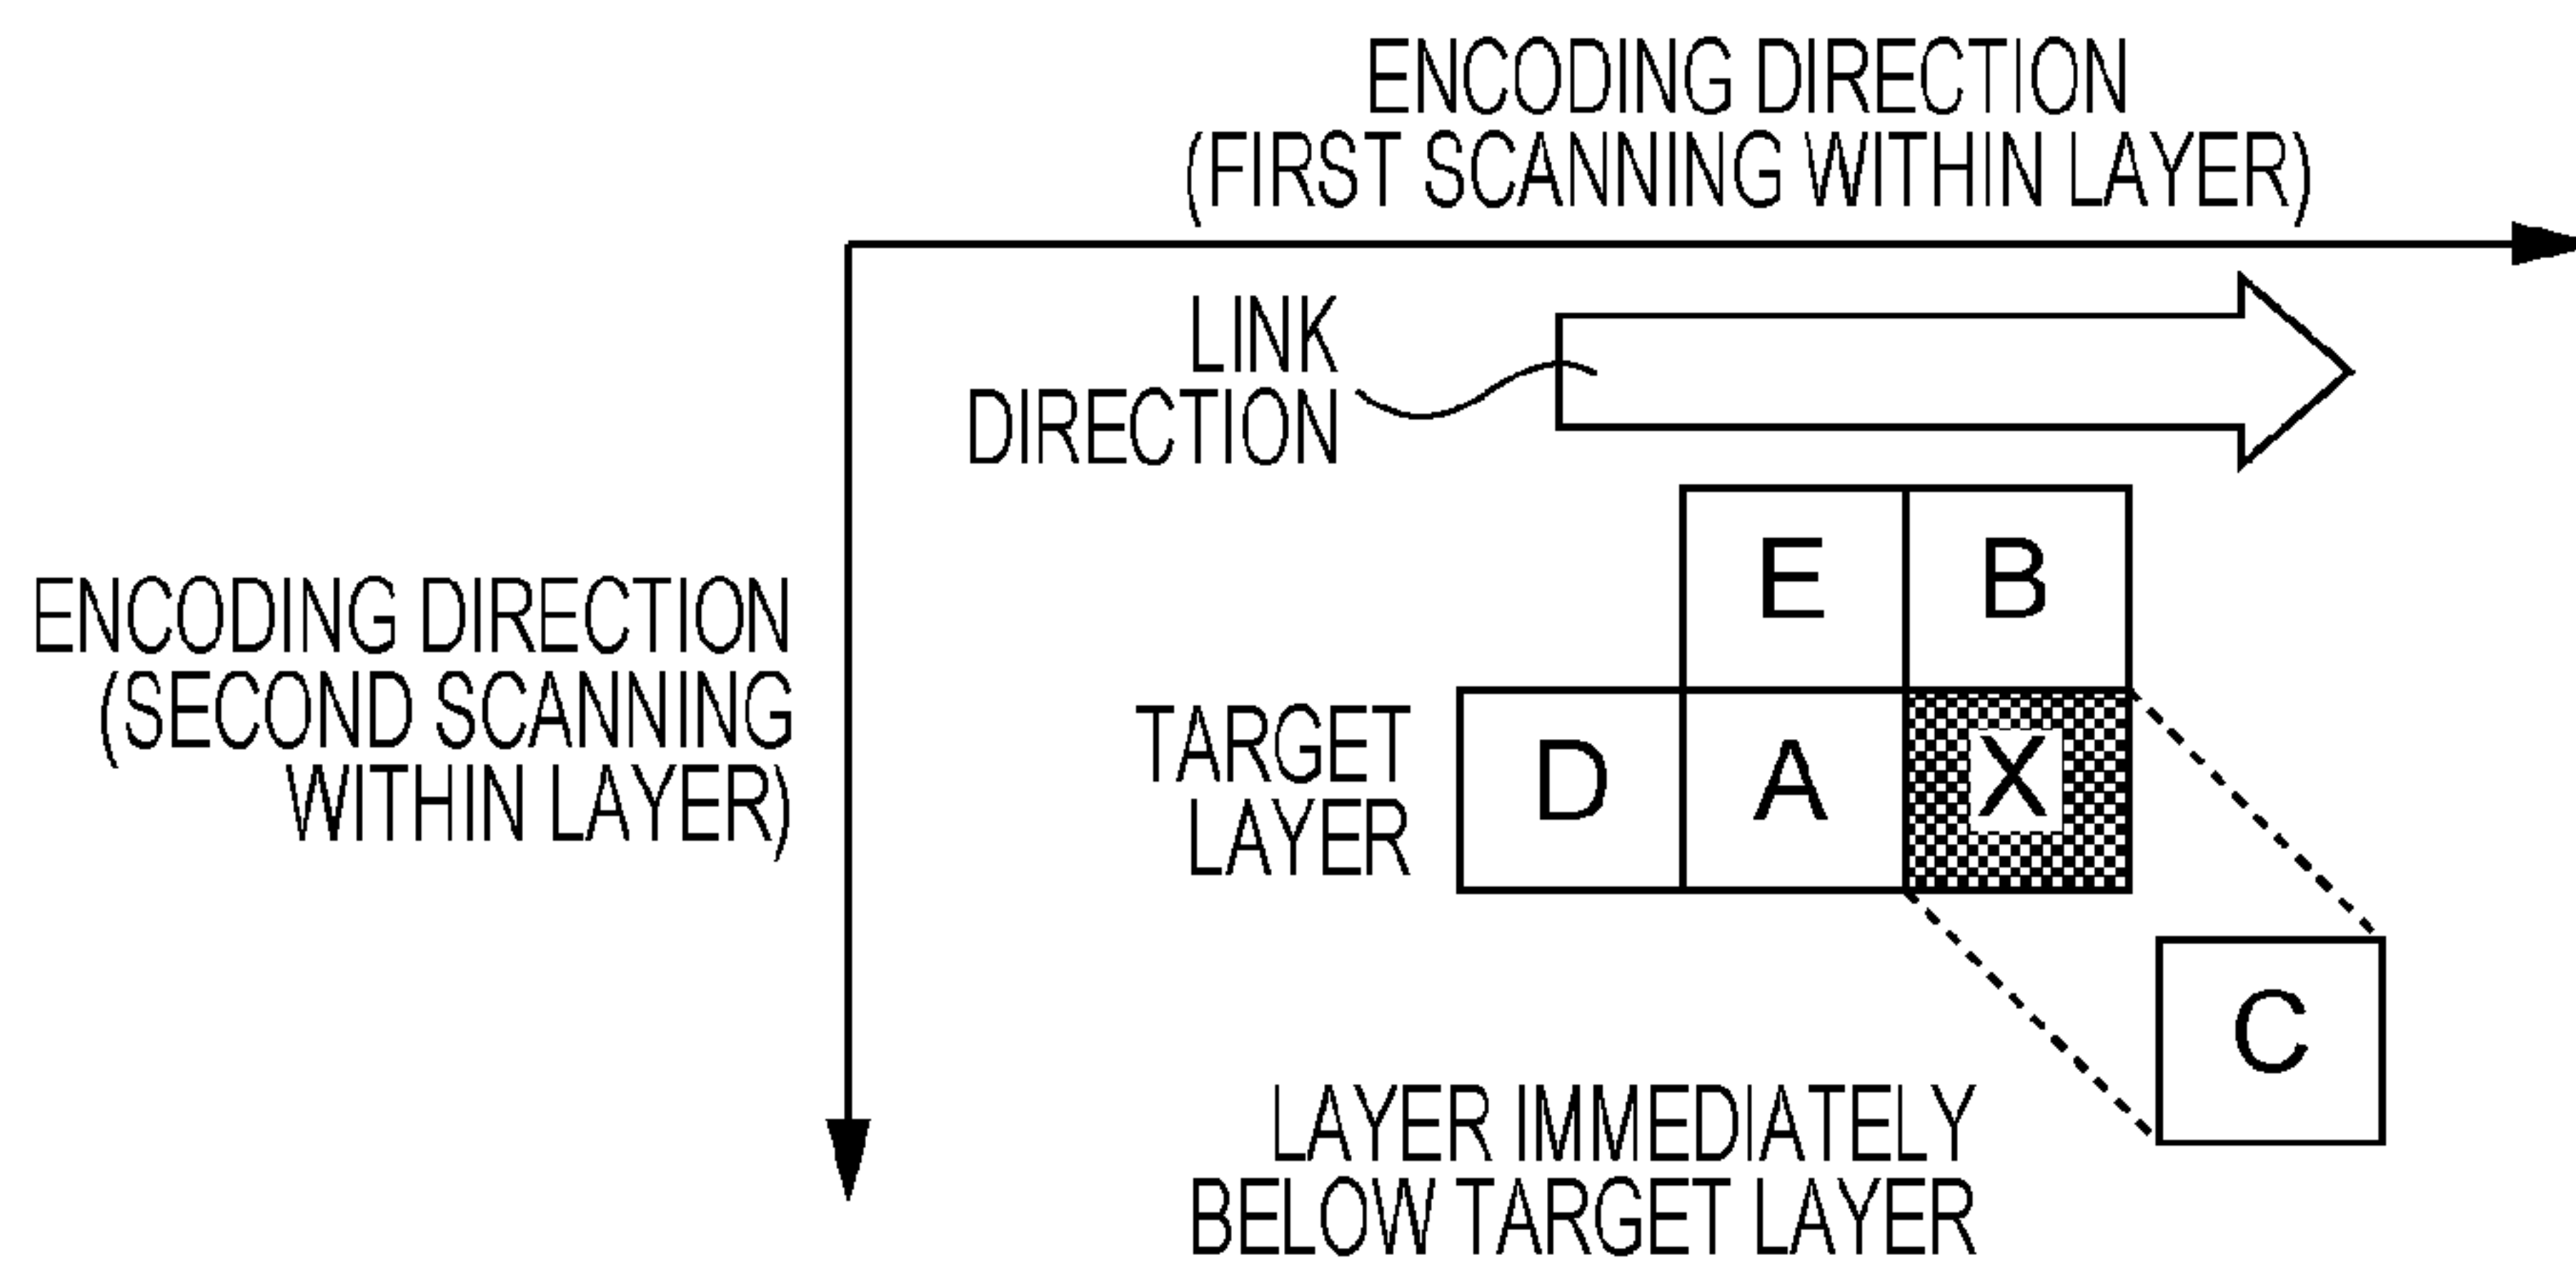 ENCODING DIRECTION
(FIRST SCANNING WITHIN LAYER)
LINK
DIRECTION
E B
ENCODING DIRECTION
(SECOND SCANNING
WITHIN LAYER)
TARGET
LAYER
D A X
C
LAYER IMMEDIATELY
BELOW TARGET LAYER